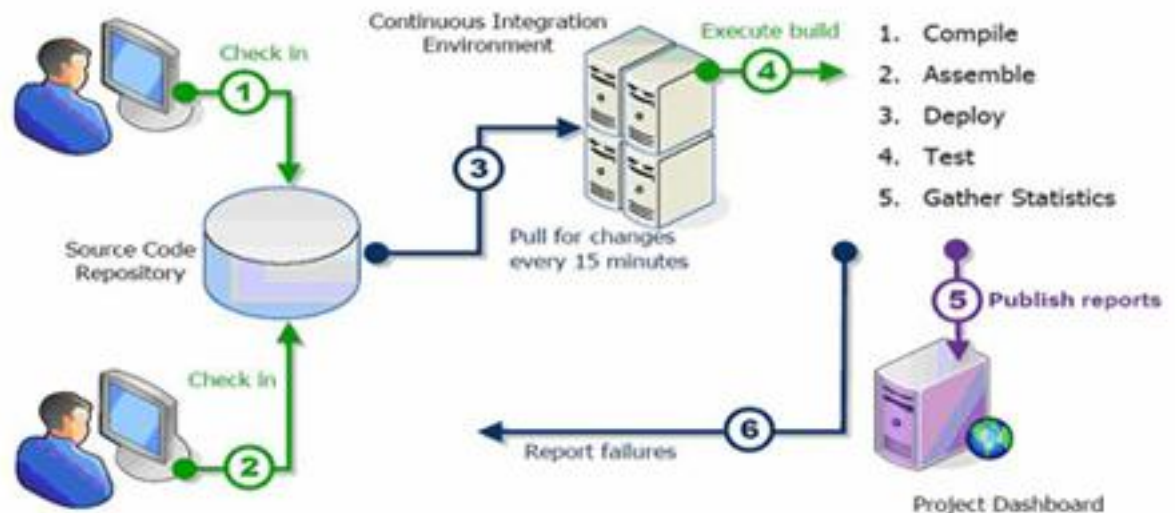 Check in
1
Continuous Integration
Environment
Execute build
4
1. Compile
2. Assemble
3. Deploy
4. Test
5. Gather Statistics
3
Source Code
Repository
Pull for changes
every 15 minutes
5
Publish reports
Check in
2
6
Report failures
Project Dashboard